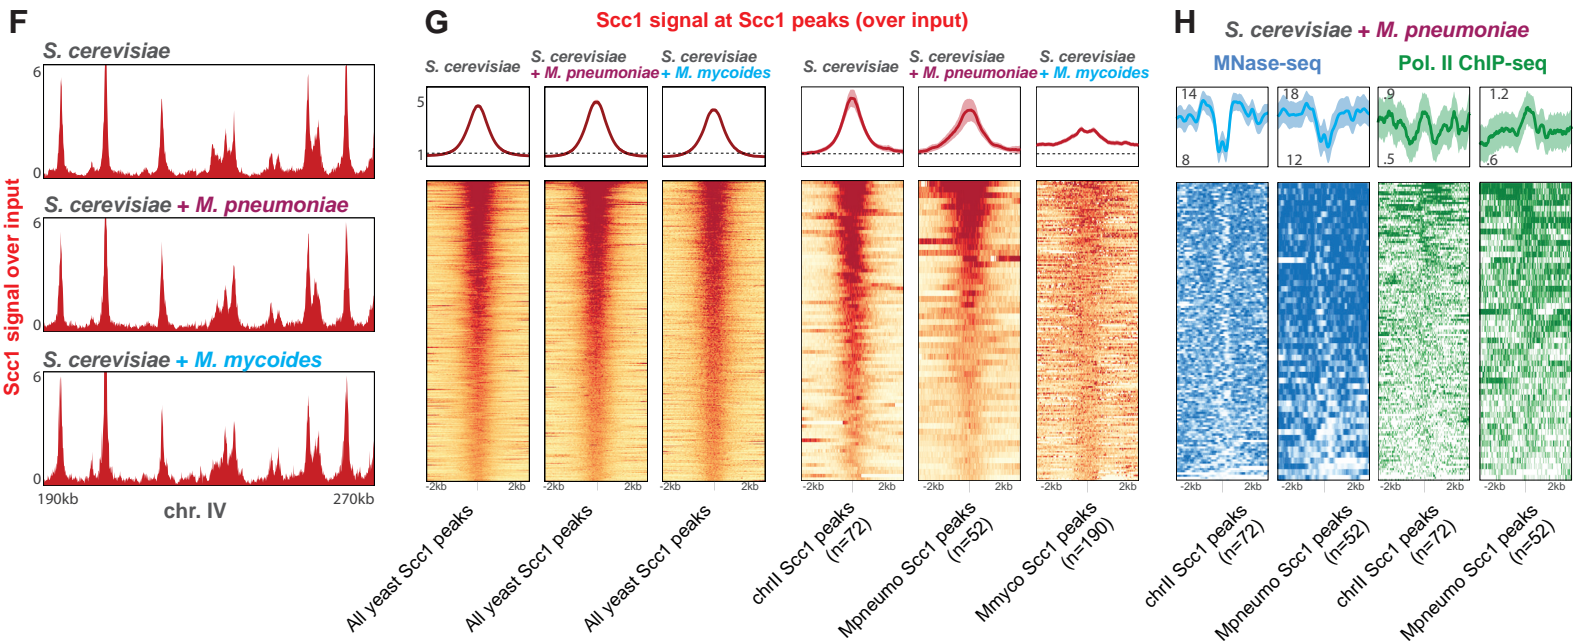 F
S. cerevisiae
6
0
S. cerevisiae + M. pneumoniae
6
0
S. cerevisiae + M. mycoides
6
0
190kb
270kb
chr. IV
Scc1 signal over input
G
Scc1 signal at Scc1 peaks (over input)
S. cerevisiae
S. cerevisiae
+ M. pneumoniae
S. cerevisiae
+ M. mycoides
S. cerevisiae
S. cerevisiae
+ M. pneumoniae
S. cerevisiae
+ M. mycoides
5
1
-2kb
2kb
-2kb
2kb
-2kb
2kb
-2kb
2kb
-2kb
2kb
-2kb
2kb
All yeast Scc1 peaks
All yeast Scc1 peaks
All yeast Scc1 peaks
chrII Scc1 peaks
(n=72)
Mpneumo Scc1 peaks
(n=52)
Mmyco Scc1 peaks
(n=190)
H
S. cerevisiae + M. pneumoniae
MNase-seq
Pol. II ChIP-seq
14
8
18
12
.9
.5
1.2
.6
-2kb
2kb
-2kb
2kb
-2kb
2kb
-2kb
2kb
chrII Scc1 peaks
(n=72)
Mpneumo Scc1 peaks
(n=52)
chrII Scc1 peaks
(n=72)
Mpneumo Scc1 peaks
(n=52)